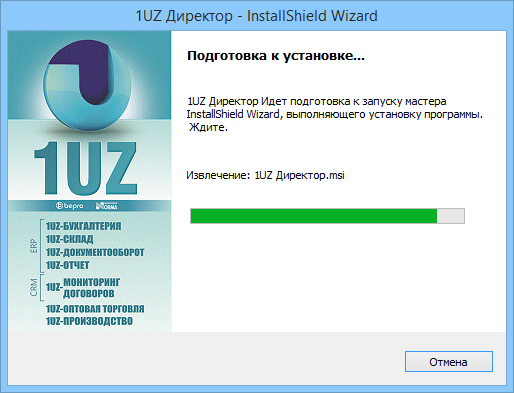 1UZ Директор - InstallShield Wizard
Подготовка к установке...
1UZ Директор Идет подготовка к запуску мастера
InstallShield Wizard, выполняющего установку программы.
Ждите.
Извлечение: 1UZ Директор.msi
1UZ
bepro
NORMA
ERP
1UZ-БУХГАЛТЕРИЯ
1UZ-СКЛАД
1UZ-ДОКУМЕНТООБОРОТ
1UZ-ОТЧЕТ
CRM
1UZ-МОНИТОРИНГ
ДОГОВОРОВ
1UZ-ОПТОВАЯ ТОРГОВЛЯ
1UZ-ПРОИЗВОДСТВО
Отмена